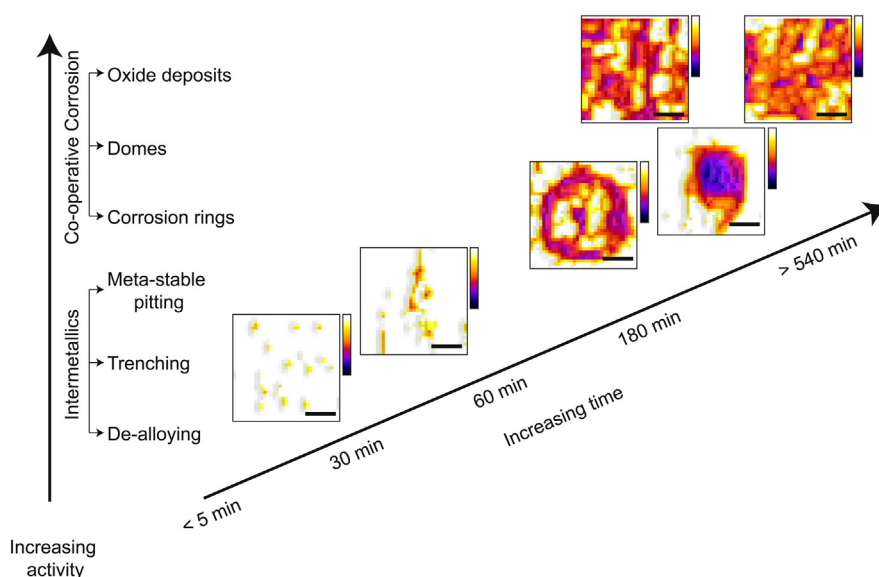 Co-operative Corrosion
Oxide deposits
Domes
Corrosion rings
Intermetallics
Meta-stable
pitting
Trenching
De-alloying
Increasing
activity
< 5 min
30 min
60 min
180 min
> 540 min
Increasing time